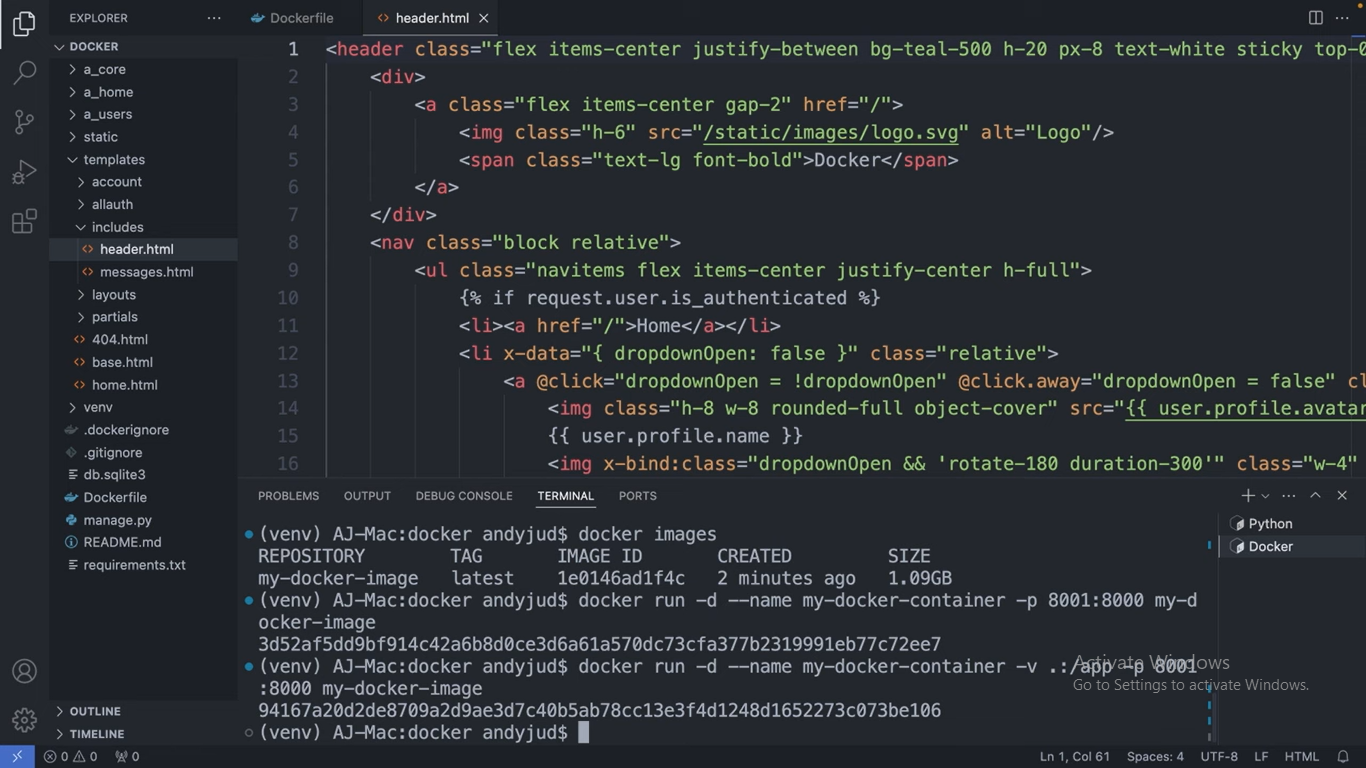 EXPLORER
Dockerfile
header.html
DOCKER
a_core
a_home
a_users
static
templates
account
allauth
includes
header.html
messages.html
layouts
partials
404.html
base.html
home.html
venv
.dockerignore
.gitignore
db.sqlite3
Dockerfile
manage.py
README.md
requirements.txt
OUTLINE
TIMELINE
1 <header class="flex items-center justify-between bg-teal-500 h-20 px-8 text-white sticky top-0
2 <div>
3 <a class="flex items-center gap-2" href="/">
4 <img class="h-6" src="/static/images/logo.svg" alt="Logo"/>
5 <span class="text-lg font-bold">Docker</span>
6 </a>
7 </div>
8 <nav class="block relative">
9 <ul class="navitems flex items-center justify-center h-full">
10 {% if request.user.is_authenticated %}
11 <li><a href="/">Home</a></li>
12 <li x-data="{ dropdownOpen: false }" class="relative">
13 <a @click="dropdownOpen = !dropdownOpen" @click.away="dropdownOpen = false" cl
14 <img class="h-8 w-8 rounded-full object-cover" src="{{ user.profile.avatar
15 {{ user.profile.name }}
16 <img x-bind:class="dropdownOpen && 'rotate-180 duration-300'" class="w-4"
PROBLEMS OUTPUT DEBUG CONSOLE TERMINAL PORTS
(venv) AJ-Mac:docker andyjud$ docker images
REPOSITORY TAG IMAGE ID CREATED SIZE
my-docker-image latest 1e0146ad1f4c 2 minutes ago 1.09GB
(venv) AJ-Mac:docker andyjud$ docker run -d --name my-docker-container -p 8001:8000 my-d
ocker-image
3d52af5dd9bf914c42a6b8d0ce3d6a61a570dc73cfa377b2319991eb77c72ee7
(venv) AJ-Mac:docker andyjud$ docker run -d --name my-docker-container -v .:/app -p 8001
:8000 my-docker-image
94167a20d2de8709a2d9ae3d7c40b5ab78cc13e3f4d1248d1652273c073be106
(venv) AJ-Mac:docker andyjud$
Python
Docker
Activate Windows
Go to Settings to activate Windows.
0 0 0
Ln 1, Col 61 Spaces: 4 UTF-8 LF HTML